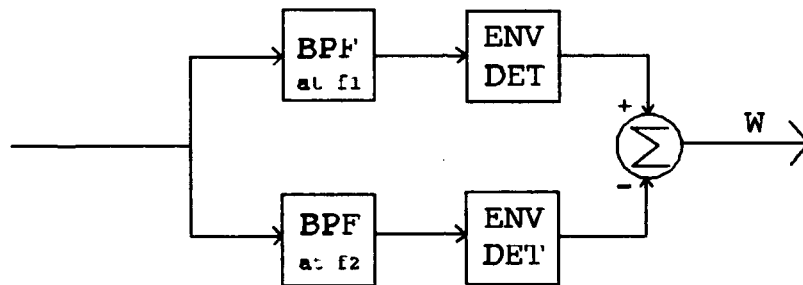 BPF
at f1
ENV
DET
+
Σ
-
W
BPF
at f2
ENV
DET